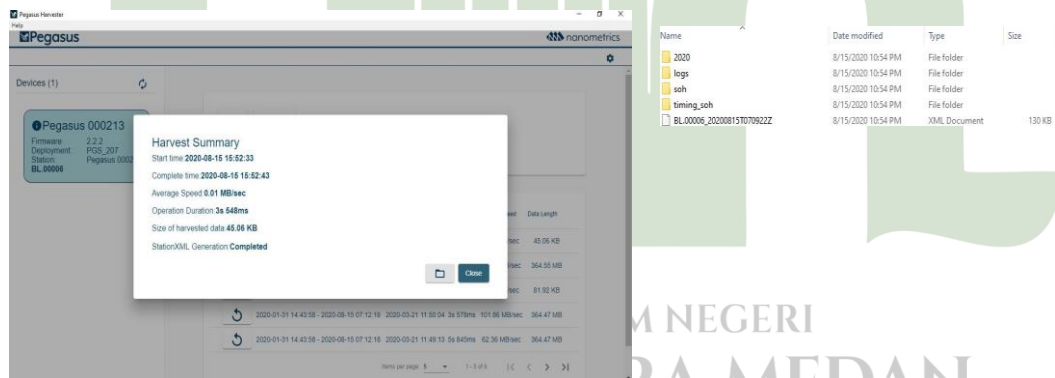 Pegasus Harvester
Help
Pegasus
nanometrics
Devices (1)
Pegasus 000213
Firmware 2.2.2
Deployment: PGS_207
Station: Pegasus 0002
BL.00006
Harvest Summary
Start time 2020-08-15 15:52:33
Complete time 2020-08-15 15:52:43
Average Speed 0.01 MB/sec
Operation Duration 3s 548ms
Size of harvested data 45.06 KB
StationXML Generation Completed
Close
Data Length
/sec 45.06 KB
364.55 MB
/sec 81.92 KB
2020-01-31 14:43:58 - 2020-08-15 07:12:18 2020-03-21 11:50:04 3s 578ms 101.86 MB/sec 364.47 MB
2020-01-31 14:43:58 - 2020-08-15 07:12:18 2020-03-21 11:49:13 5s 845ms 62.36 MB/sec 364.47 MB
Items per page 5 1 - 5 of 6
Name Date modified Type Size
2020 8/15/2020 10:54 PM File folder
logs 8/15/2020 10:54 PM File folder
soh 8/15/2020 10:54 PM File folder
timing_soh 8/15/2020 10:54 PM File folder
BL.00006_20200815T070922Z 8/15/2020 10:54 PM XML Document 130 KB
M NEGERI
RA MEDAN